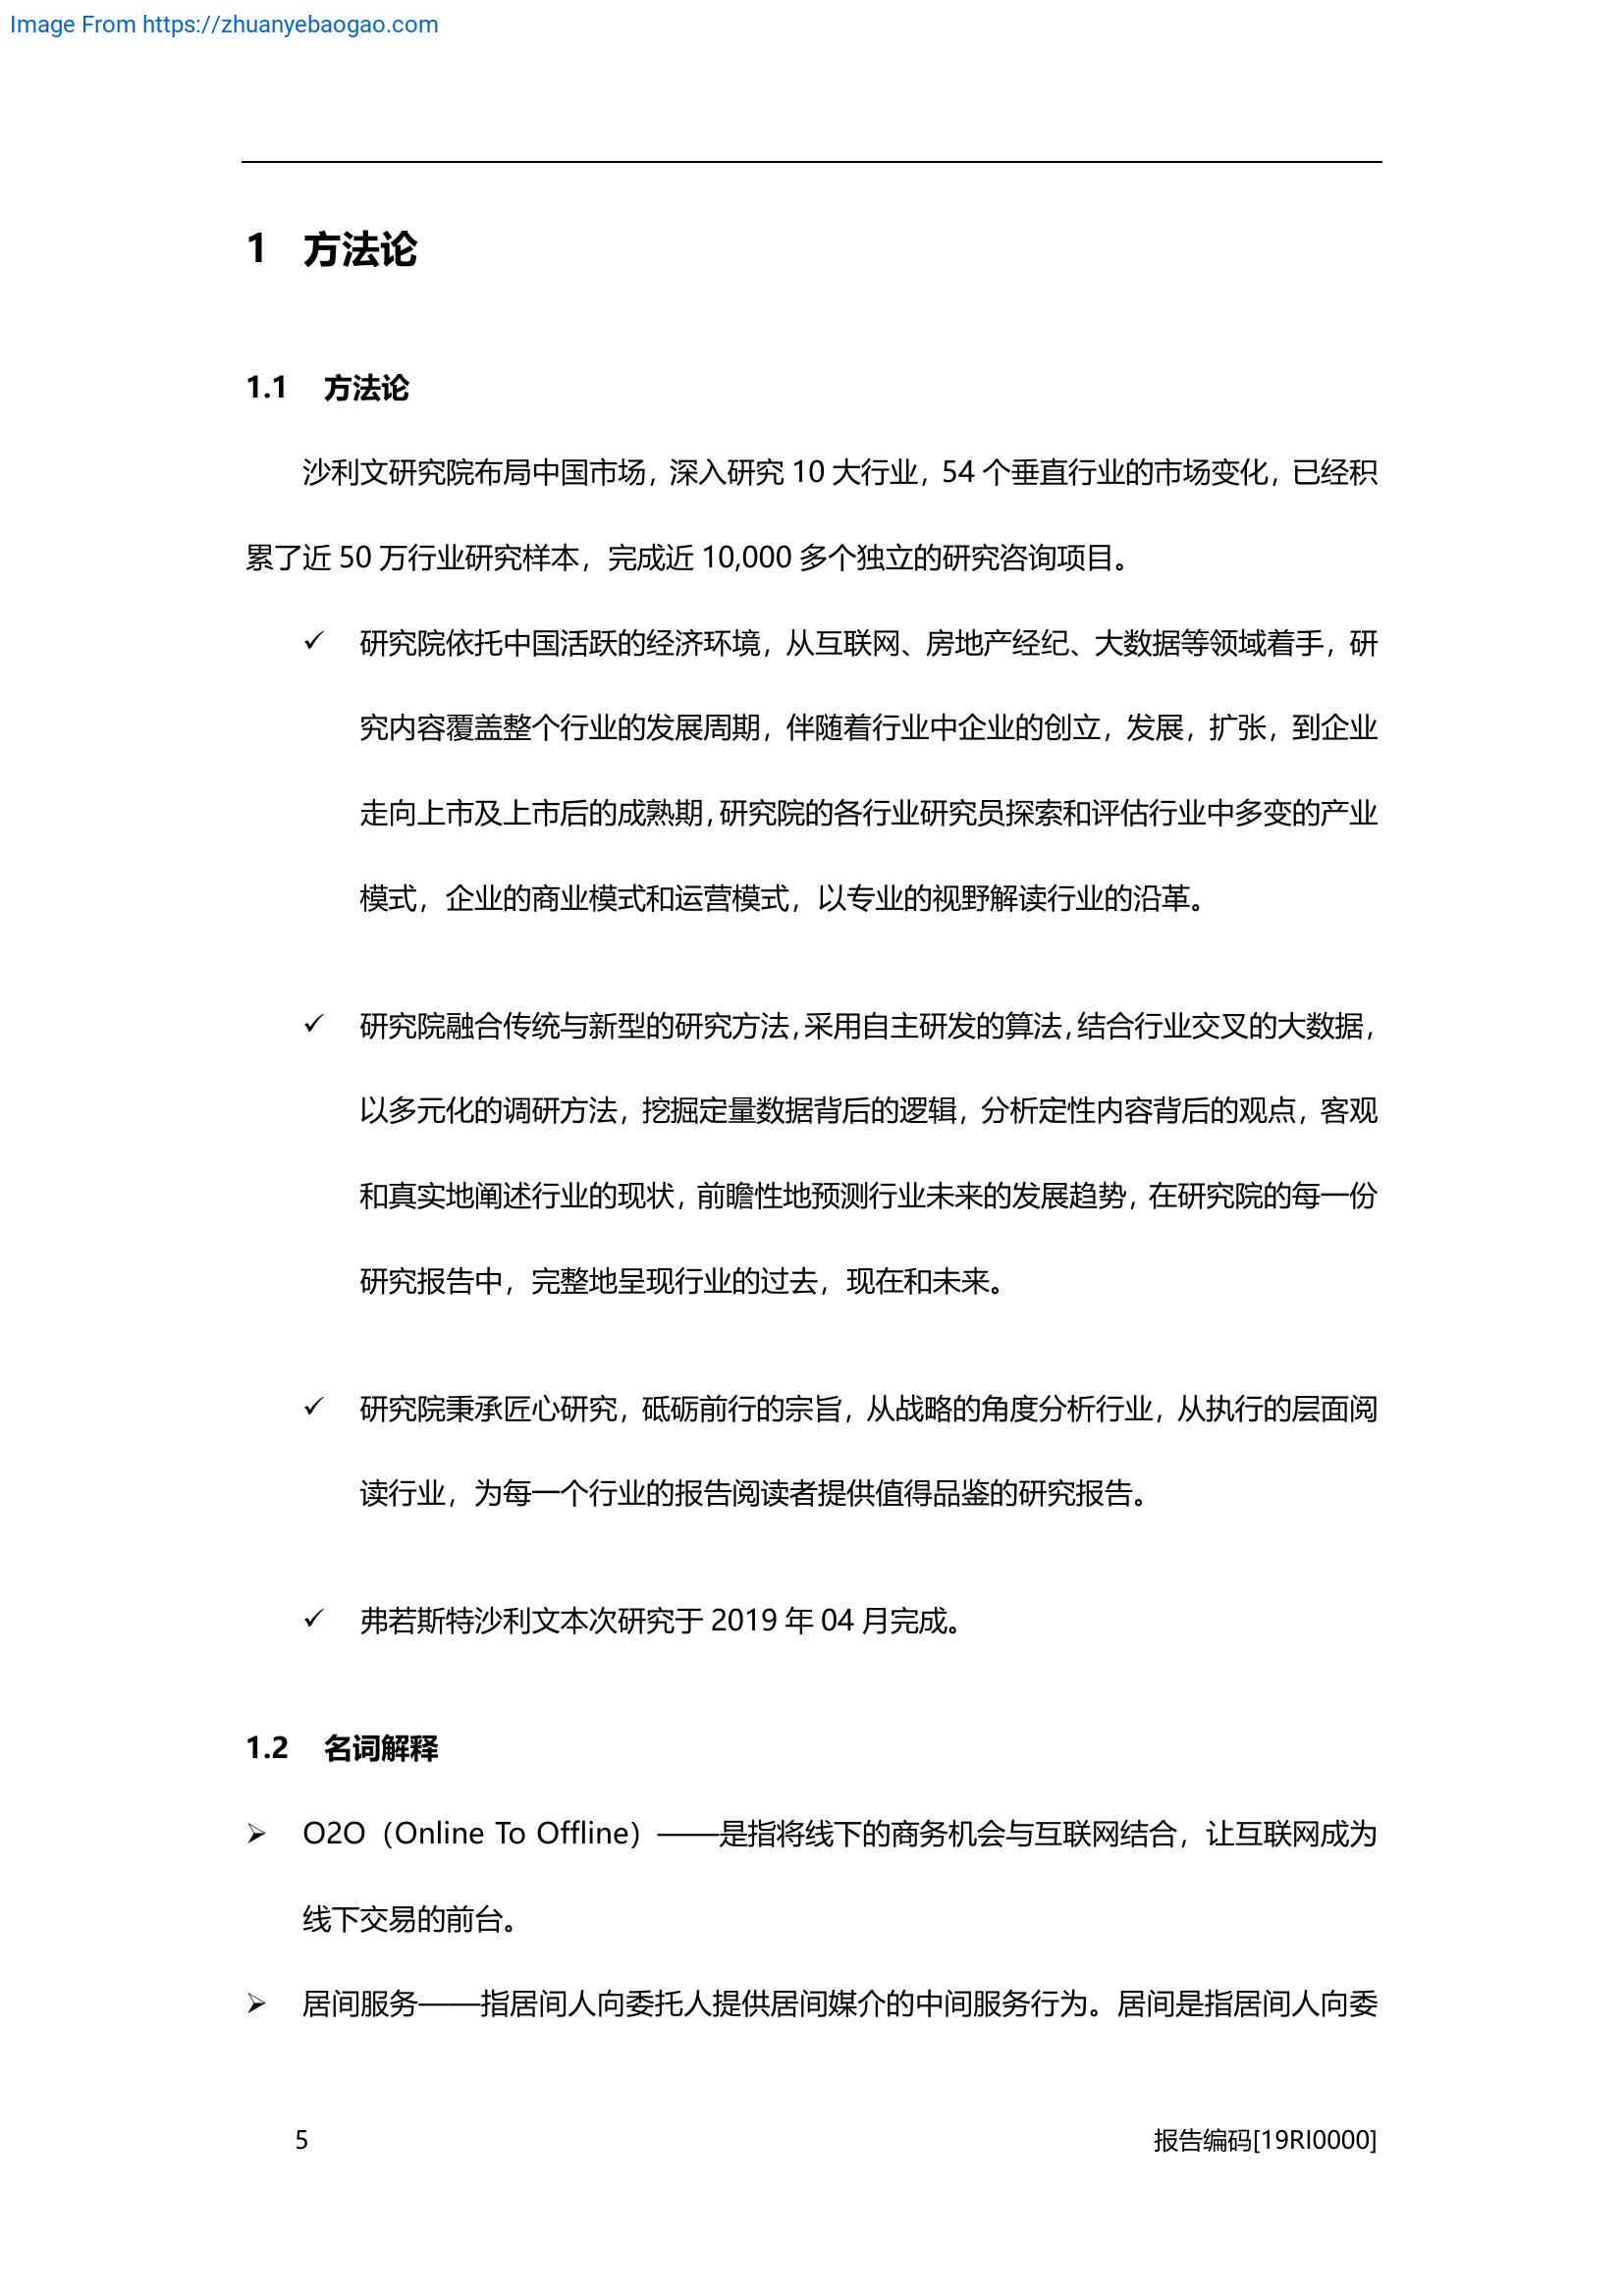 Image From https://zhuanyebaogao.com
1 方法论
1.1 方法论
沙利文研究院布局中国市场，深入研究 10 大行业，54 个垂直行业的市场变化，已经积
累了近 50 万行业研究样本，完成近 10,000 多个独立的研究咨询项目。
✓ 研究院依托中国活跃的经济环境，从互联网、房地产经纪、大数据等领域着手，研
究内容覆盖整个行业的发展周期，伴随着行业中企业的创立，发展，扩张，到企业
走向上市及上市后的成熟期，研究院的各行业研究员探索和评估行业中多变的产业
模式，企业的商业模式和运营模式，以专业的视野解读行业的沿革。
✓ 研究院融合传统与新型的研究方法，采用自主研发的算法，结合行业交叉的大数据，
以多元化的调研方法，挖掘定量数据背后的逻辑，分析定性内容背后的观点，客观
和真实地阐述行业的现状，前瞻性地预测行业未来的发展趋势，在研究院的每一份
研究报告中，完整地呈现行业的过去，现在和未来。
✓ 研究院秉承匠心研究，砥砺前行的宗旨，从战略的角度分析行业，从执行的层面阅
读行业，为每一个行业的报告阅读者提供值得品鉴的研究报告。
✓ 弗若斯特沙利文本次研究于 2019 年 04 月完成。
1.2 名词解释
➢ O2O（Online To Offline）——是指将线下的商务机会与互联网结合，让互联网成为
线下交易的前台。
➢ 居间服务——指居间人向委托人提供居间媒介的中间服务行为。居间是指居间人向委
5 报告编码[19RI0000]